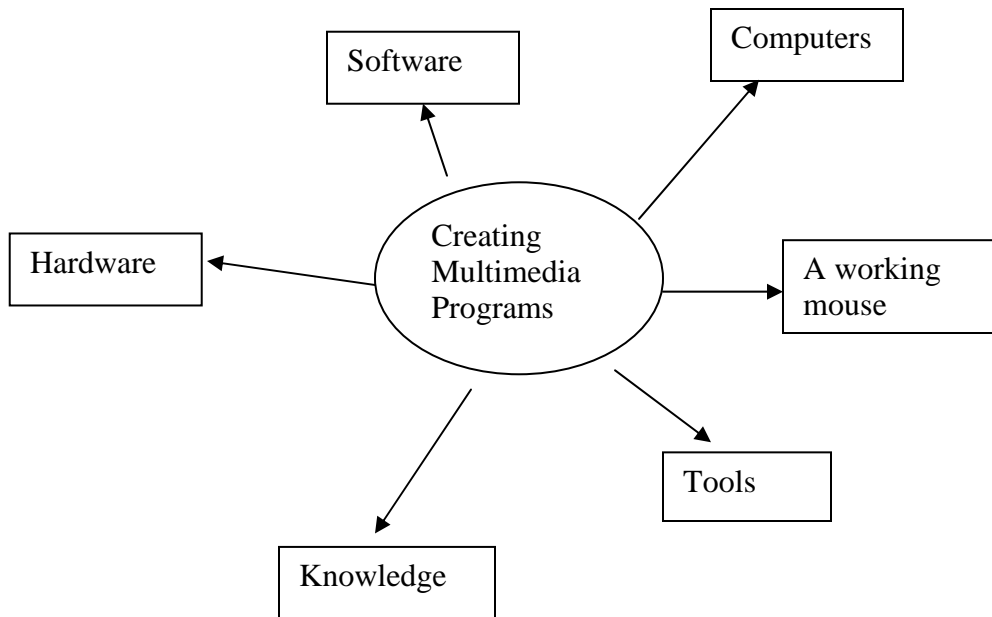 Computers
Software
Creating
Multimedia
Programs
Hardware
A working
mouse
Tools
Knowledge